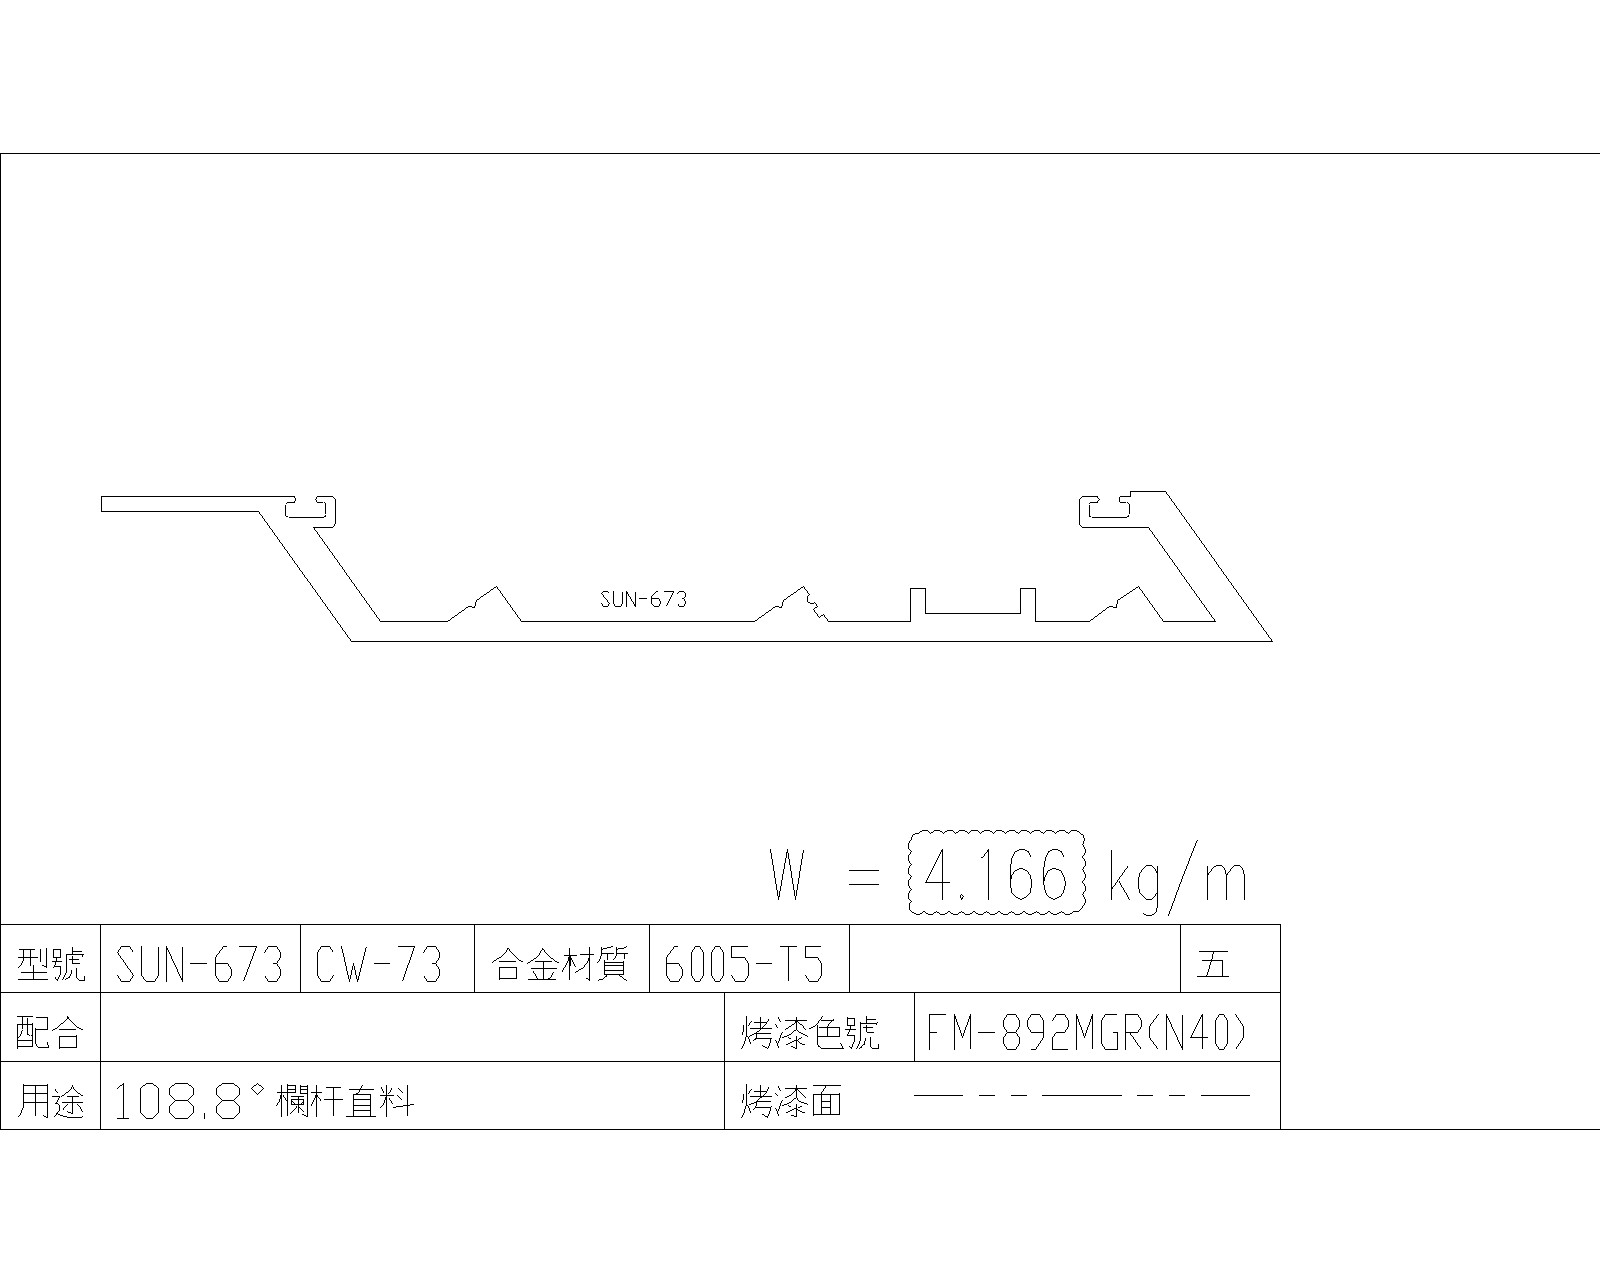 SUN-673
W = 4.166 kg/m
型號 SUN-673 CW-73 合金材質 6005-T5 五
配合 烤漆色號 FM-892MGR(N40)
用途 108.8°欄杆直料 烤漆面